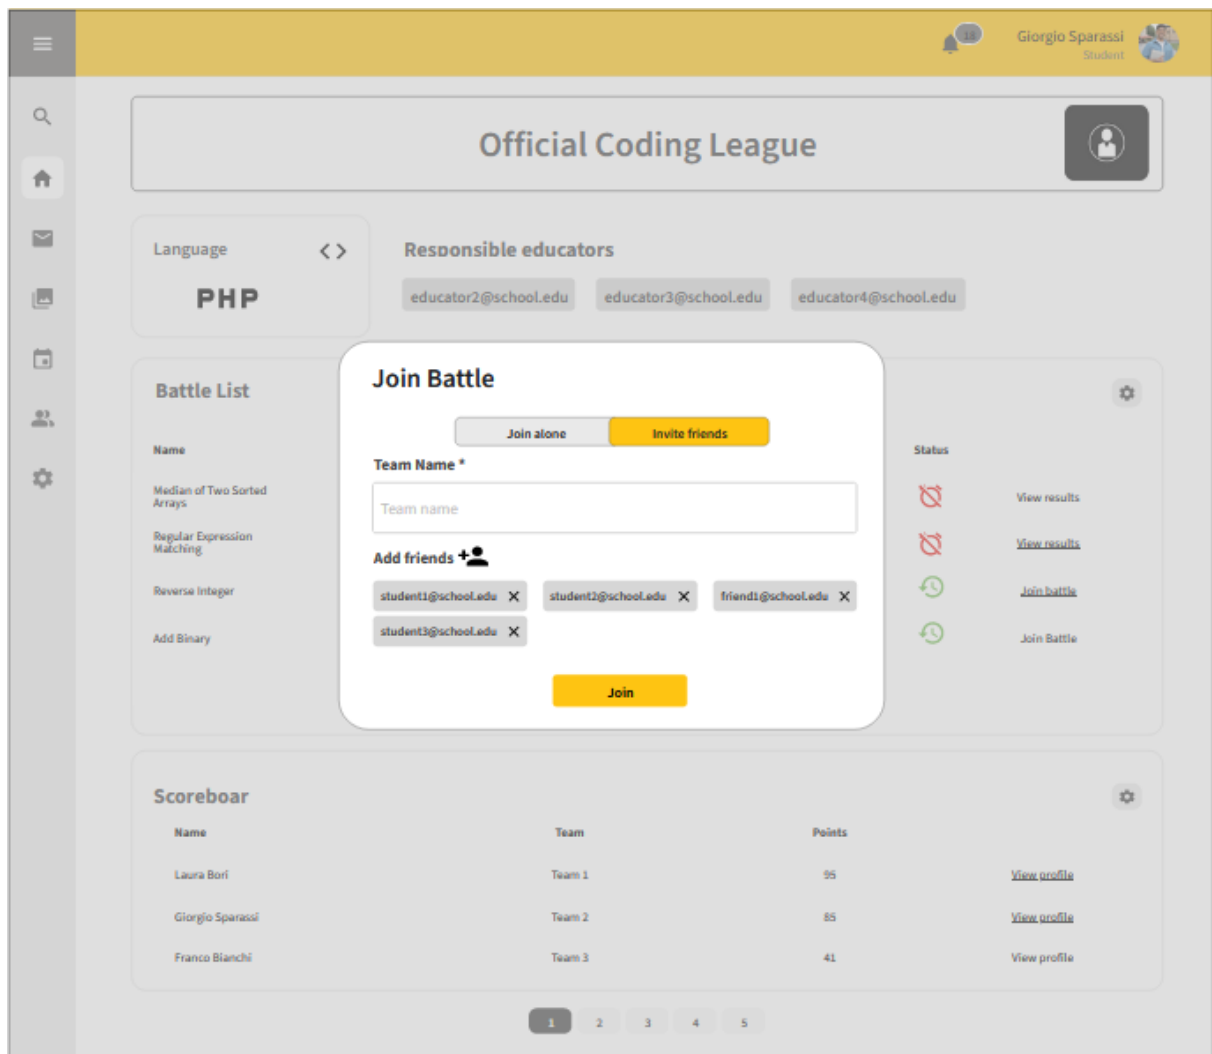 18
Giorgio Sparassi
Student
Official Coding League
Language
PHP
Responsible educators
educator2@school.edu educator3@school.edu educator4@school.edu
Join Battle
Join alone Invite friends
Team Name *
Team name
Add friends
student1@school.edu student2@school.edu friend1@school.edu
student3@school.edu
Join
Battle List
Name Status
Median of Two Sorted
Arrays
View results
Regular Expression
Matching
View results
Reverse Integer Join battle
Add Binary Join Battle
Scoreboar
Name Team Points
Laura Bori Team 1 95 View profile
Giorgio Sparassi Team 2 85 View profile
Franco Bianchi Team 3 41 View profile
1 2 3 4 5